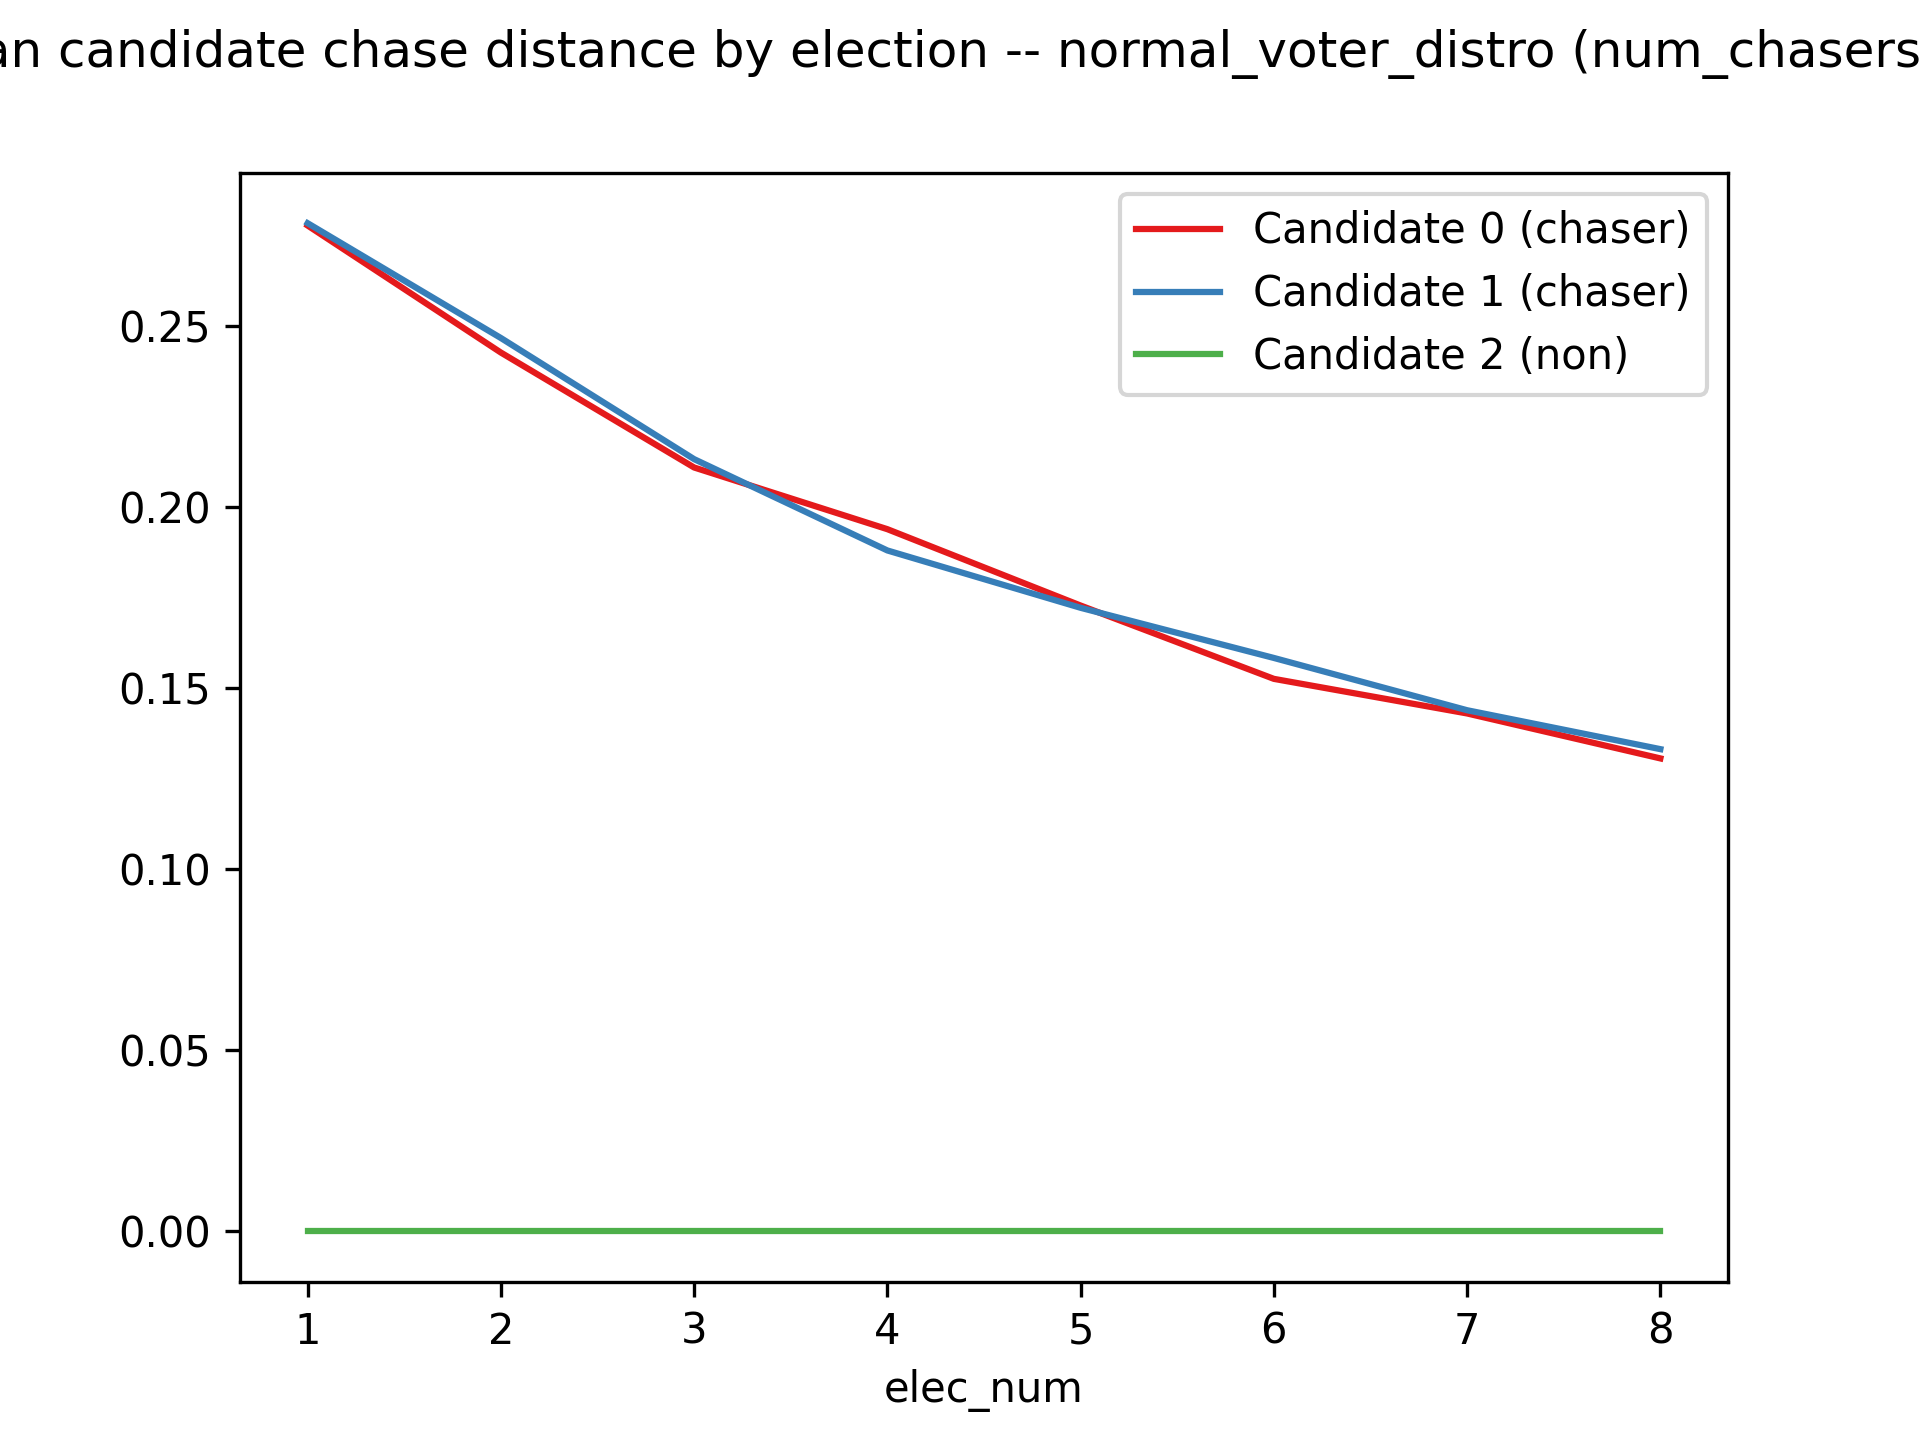 an candidate chase distance by election -- normal_voter_distro (num_chasers
Candidate 0 (chaser)
Candidate 1 (chaser)
Candidate 2 (non)
0.25
0.20
0.15
0.10
0.05
0.00
1 2 3 4 5 6 7 8
elec_num